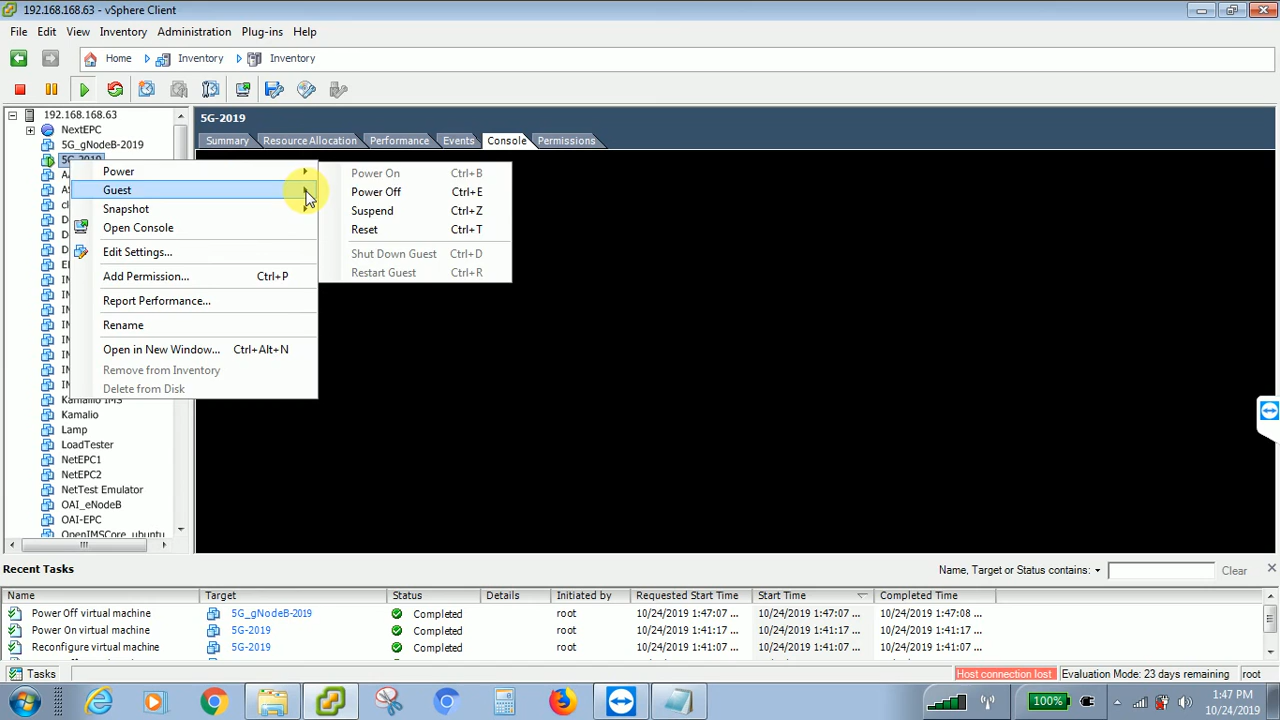 192.168.168.63 - vSphere Client
File Edit View Inventory Administration Plug-ins Help
Home Inventory Inventory
192.168.168.63
NextEPC
5G_gNodeB-2019
5G-2019
Kamalio
Lamp
LoadTester
NetEPC1
NetEPC2
NetTest Emulator
OAI_eNodeB
OAI-EPC
OpenIMSCore_ubuntu
5G-2019
Summary Resource Allocation Performance Events Console Permissions
Power
Guest
Snapshot
Open Console
Edit Settings...
Add Permission... Ctrl+P
Report Performance...
Rename
Open in New Window... Ctrl+Alt+N
Remove from Inventory
Delete from Disk
Power On Ctrl+B
Power Off Ctrl+E
Suspend Ctrl+Z
Reset Ctrl+T
Shut Down Guest Ctrl+D
Restart Guest Ctrl+R
Recent Tasks
Name, Target or Status contains: Clear
Name Target Status Details Initiated by Requested Start Time Start Time Completed Time
Power Off virtual machine 5G_gNodeB-2019 Completed root 10/24/2019 1:47:07 ... 10/24/2019 1:47:07 ... 10/24/2019 1:47:08 ...
Power On virtual machine 5G-2019 Completed root 10/24/2019 1:41:17 ... 10/24/2019 1:41:17 ... 10/24/2019 1:41:17 ...
Reconfigure virtual machine 5G-2019 Completed root 10/24/2019 1:41:07 ... 10/24/2019 1:41:07 ... 10/24/2019 1:41:07 ...
Tasks Host connection lost Evaluation Mode: 23 days remaining root
100% 1:47 PM
10/24/2019